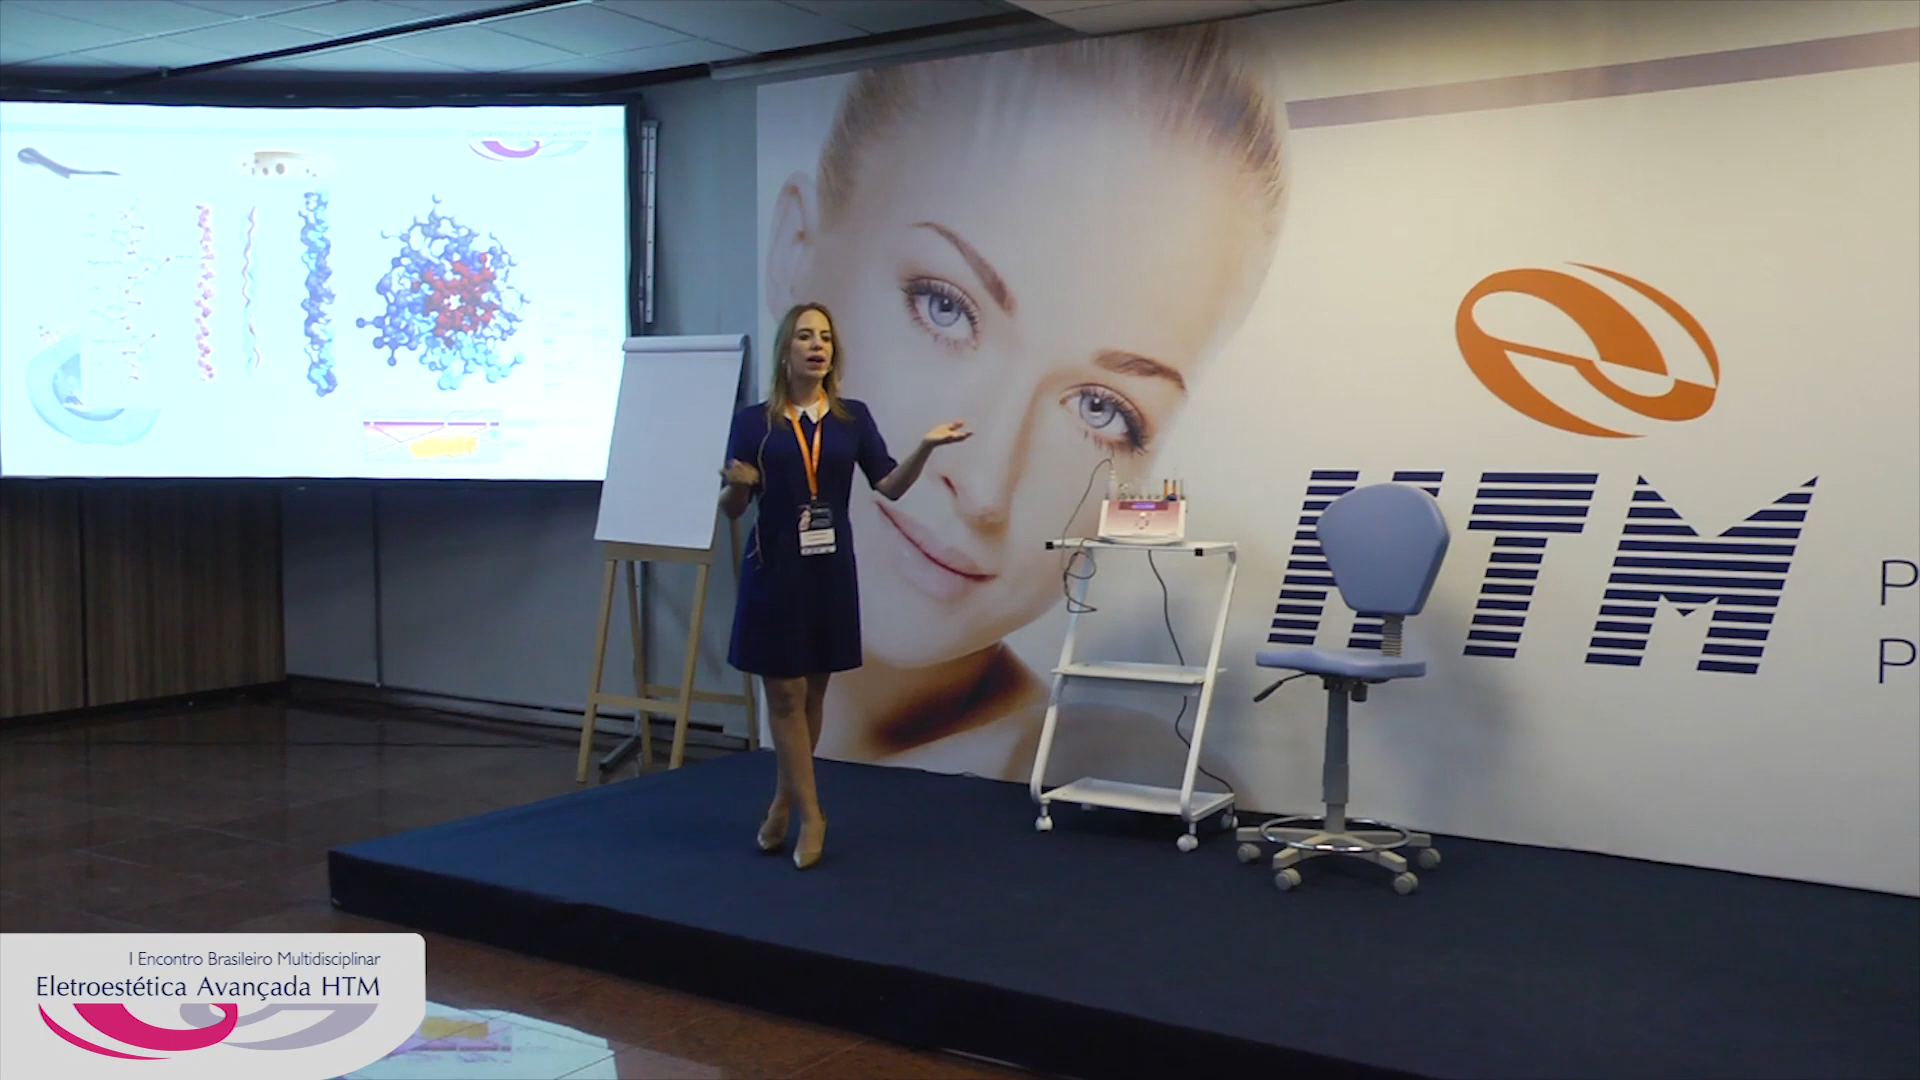 HTM
P
P
I Encontro Brasileiro Multidisciplinar
Eletroestética Avançada HTM